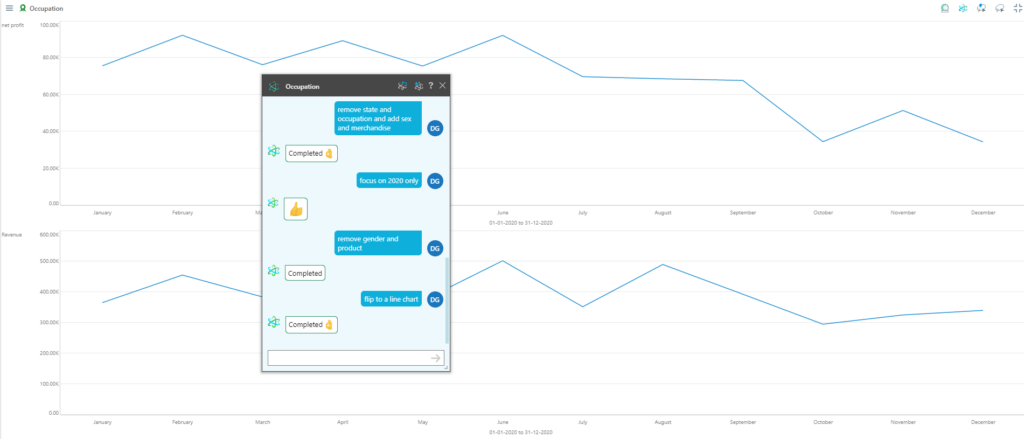 Occupation
net profit
100.00K
80.00K
60.00K
40.00K
20.00K
0.00
January February Ma April May June July August September October November December
01-01-2020 to 31-12-2020
Occupation
?
remove state and
occupation and add sex
and merchandise
DG
Completed 👌
focus on 2020 only
DG
👍
remove gender and
product
DG
Completed
flip to a line chart
DG
Completed 👌
Revenue
600.00K
500.00K
400.00K
300.00K
200.00K
100.00K
0.00
January February March April May June July August September October November December
01-01-2020 to 31-12-2020